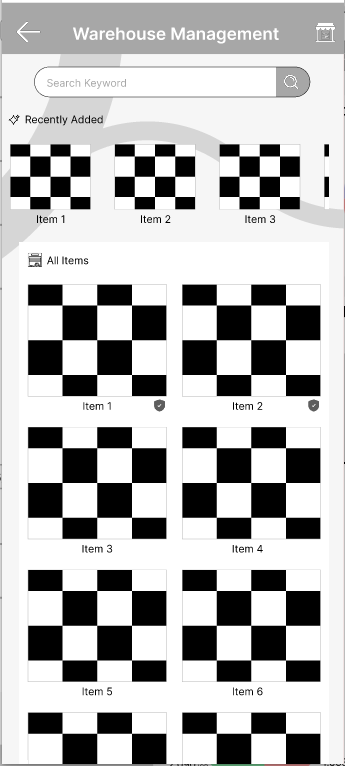 Warehouse Management
Search Keyword
Recently Added
Item 1
Item 2
Item 3
All Items
Item 1
Item 2
Item 3
Item 4
Item 5
Item 6